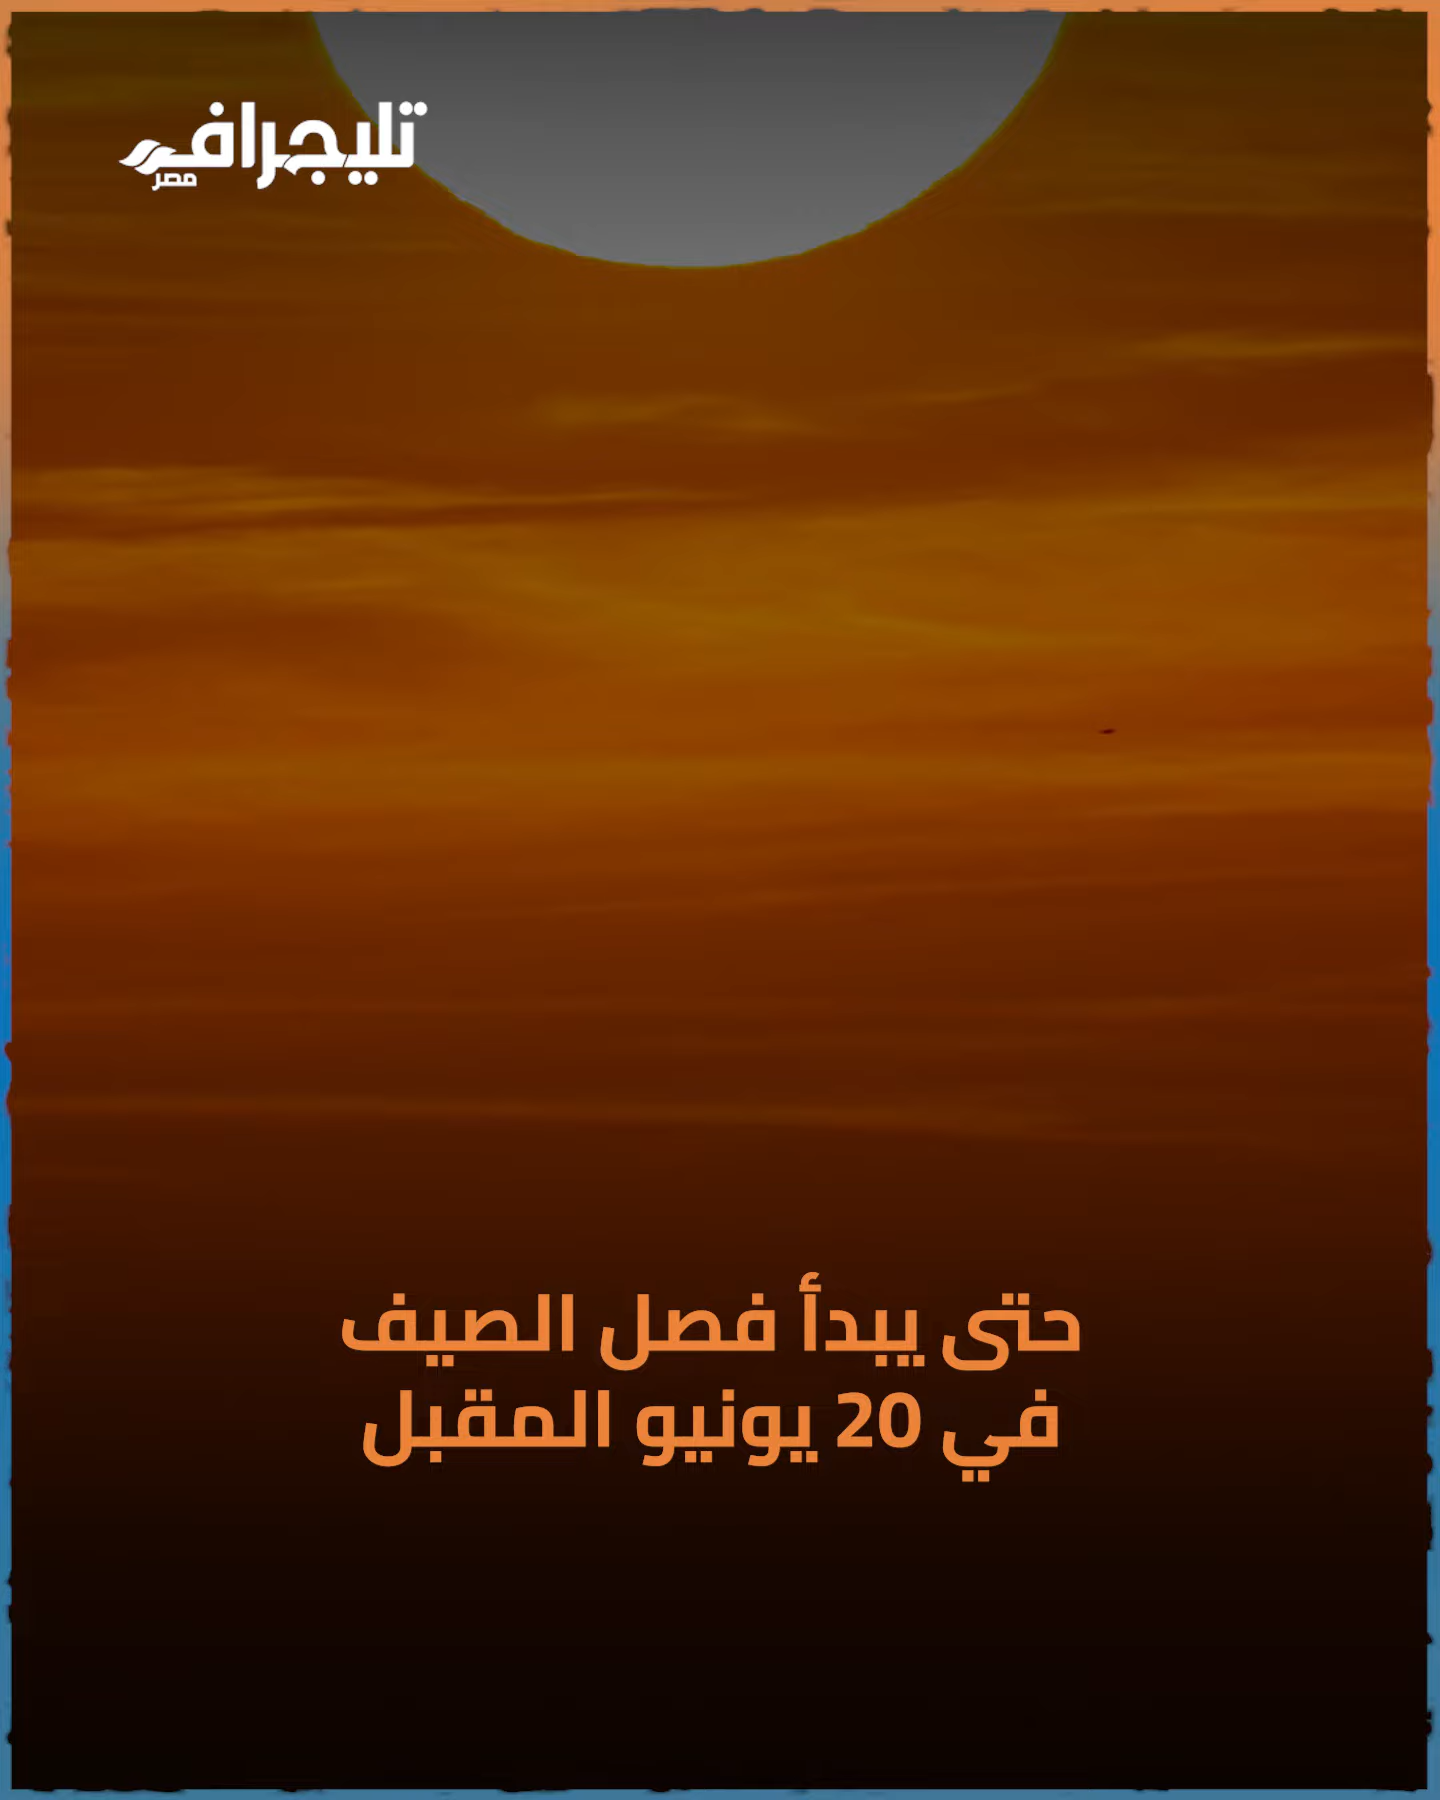 تليجراف
مصر
حتى يبدأ فصل الصيف
في 20 يونيو المقبل